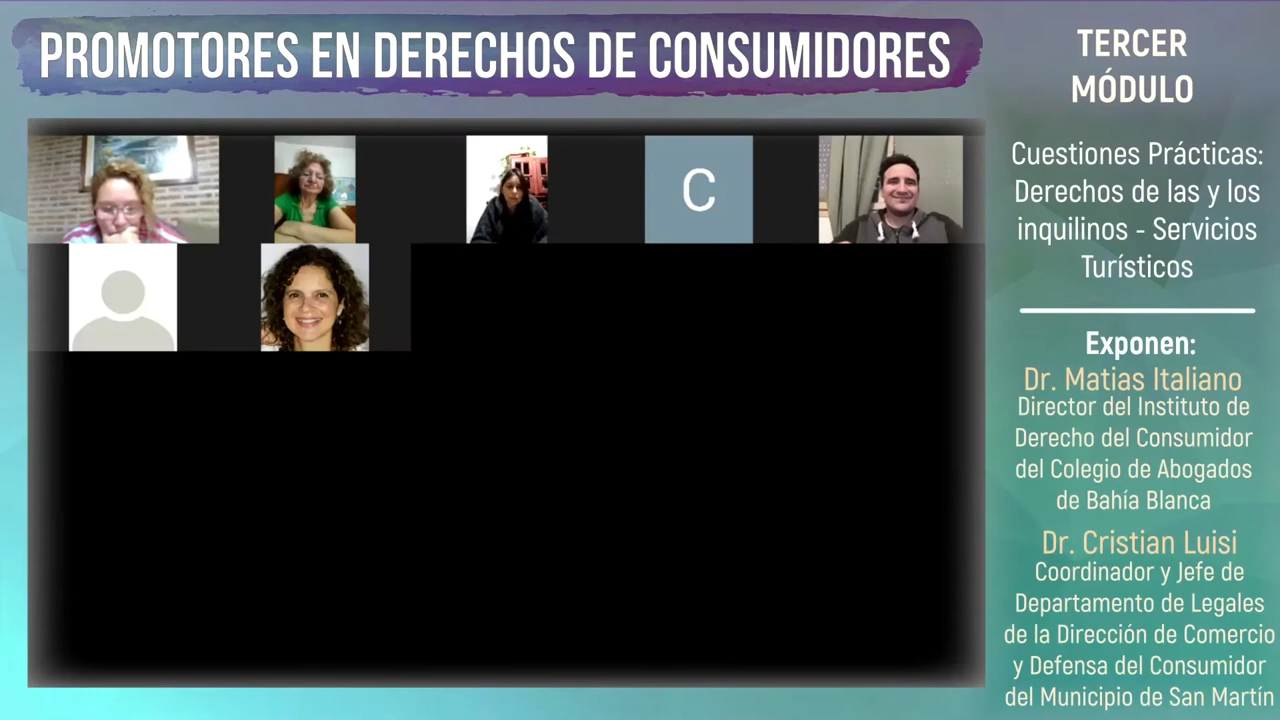 PROMOTORES EN DERECHOS DE CONSUMIDORES
C
TERCER
MÓDULO
Cuestiones Prácticas:
Derechos de las y los
inquilinos - Servicios
Turísticos
Exponen:
Dr. Matias Italiano
Director del Instituto de
Derecho del Consumidor
del Colegio de Abogados
de Bahía Blanca
Dr. Cristian Luisi
Coordinador y Jefe de
Departamento de Legales
de la Dirección de Comercio
y Defensa del Consumidor
del Municipio de San Martín